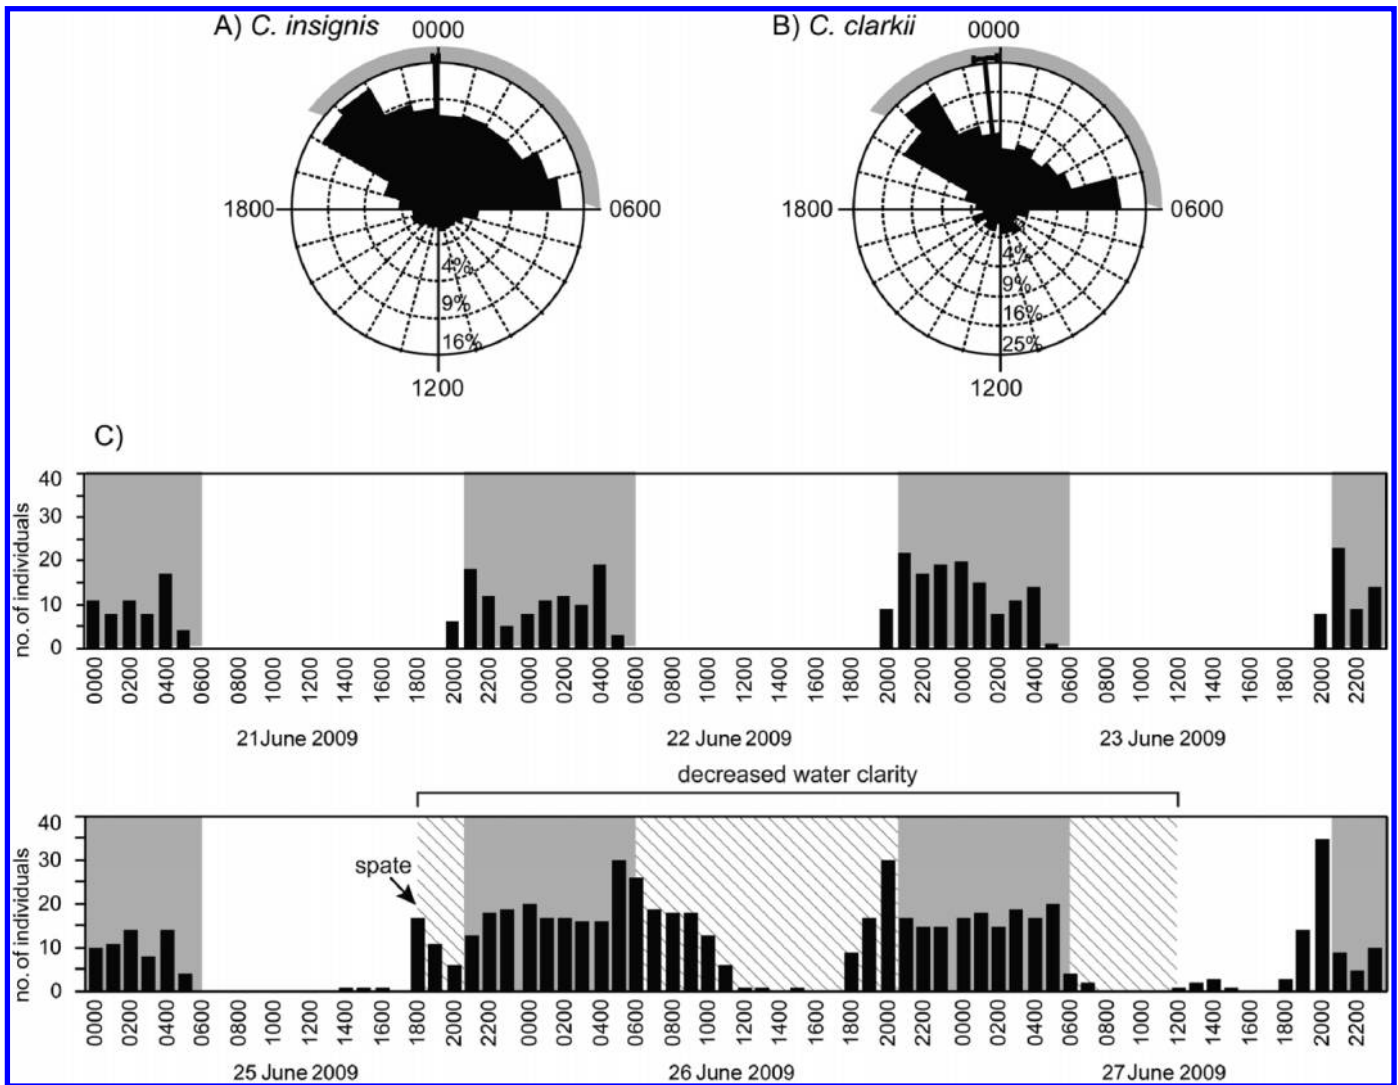 A) C. insignis 0000
B) C. clarkii 0000
1800 0600
4%
9%
16%
1200
1800 0600
4%
9%
16%
25%
1200
C)
no. of individuals
40
30
20
10
0
0000 0200 0400 0600 0800 1000 1200 1400 1600 1800 2000 2200 0000 0200 0400 0600 0800 1000 1200 1400 1600 1800 2000 2200 0000 0200 0400 0600 0800 1000 1200 1400 1600 1800 2000 2200
21June 2009 22 June 2009 23 June 2009
decreased water clarity
spate
no. of individuals
40
30
20
10
0
0000 0200 0400 0600 0800 1000 1200 1400 1600 1800 2000 2200 0000 0200 0400 0600 0800 1000 1200 1400 1600 1800 2000 2200 0000 0200 0400 0600 0800 1000 1200 1400 1600 1800 2000 2200
25 June 2009 26 June 2009 27 June 2009